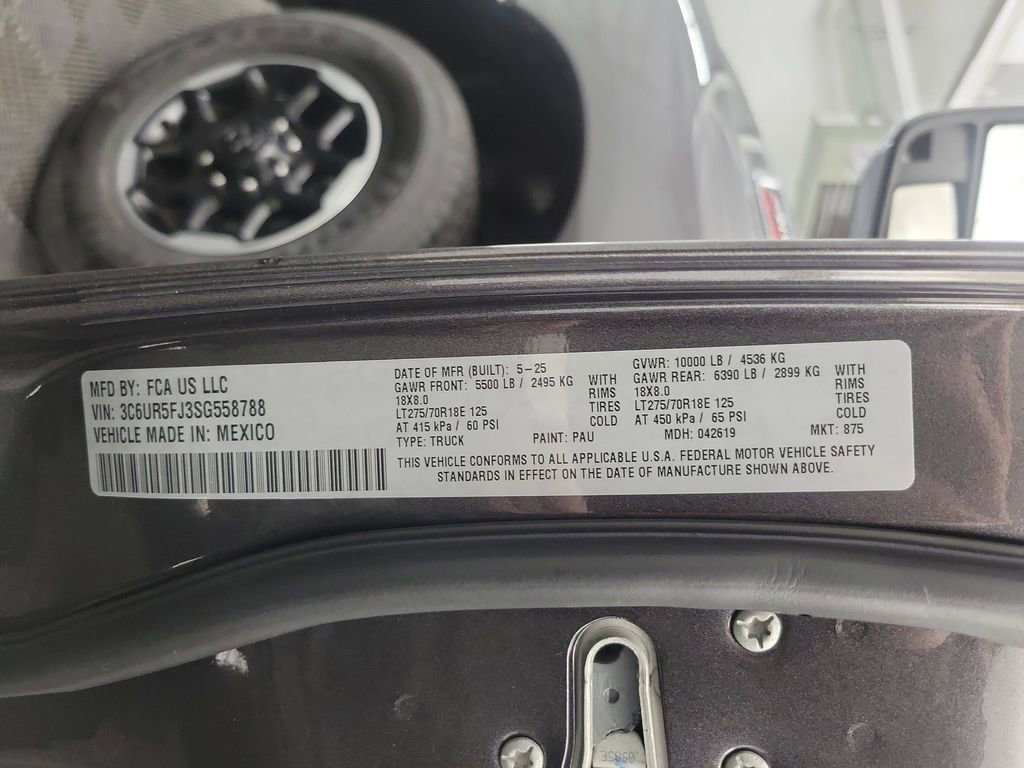 MFD BY: FCA US LLC
VIN: 3C6UR5FJ3SG558788
VEHICLE MADE IN: MEXICO
DATE OF MFR (BUILT): 5-25
GAWR FRONT: 5500 LB / 2495 KG WITH
18X8.0 RIMS
LT275/70R18E 125 TIRES
AT 415 kPa / 60 PSI COLD
GVWR: 10000 LB / 4536 KG
GAWR REAR: 6390 LB / 2899 KG WITH
18X8.0 RIMS
LT275/70R18E 125 TIRES
AT 450 kPa / 65 PSI COLD
TYPE: TRUCK PAINT: PAU MDH: 042619 MKT: 875
THIS VEHICLE CONFORMS TO ALL APPLICABLE U.S.A. FEDERAL MOTOR VEHICLE SAFETY
STANDARDS IN EFFECT ON THE DATE OF MANUFACTURE SHOWN ABOVE.